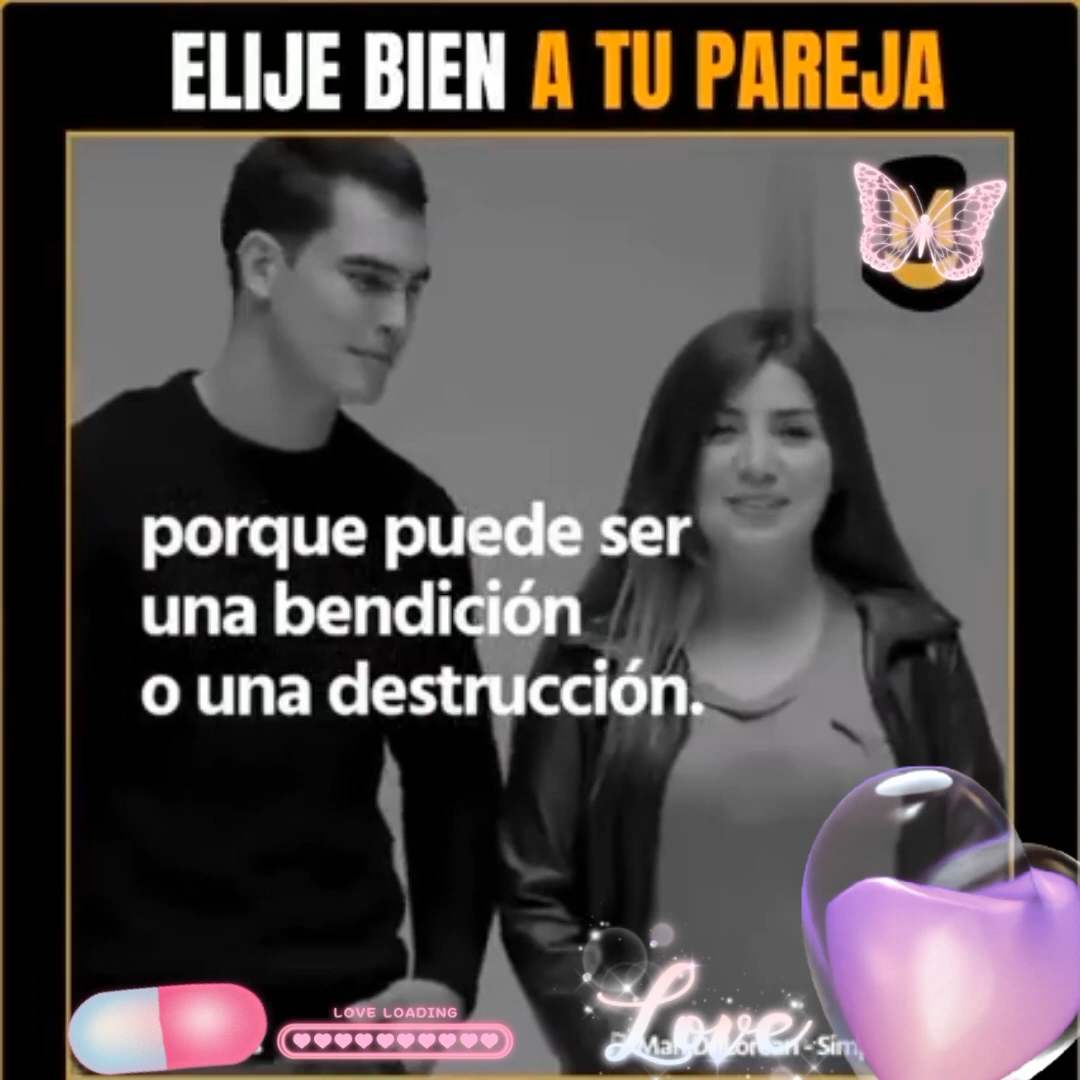 ELIJE BIEN A TU PAREJA
porque puede ser
una bendición
o una destrucción.
LOVE LOADING
Love